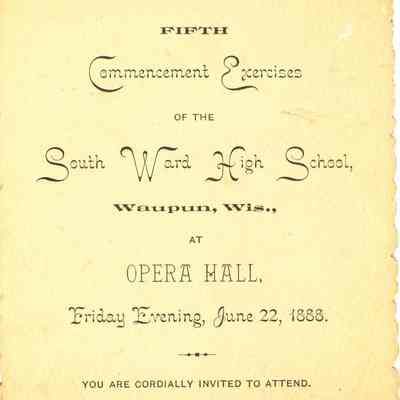 FIFTH
Commencement Exercises
OF THE
South Ward High School,
Waupun, Wis.,
AT
OPERA HALL,
Friday Evening, June 22, 1888.
YOU ARE CORDIALLY INVITED TO ATTEND.